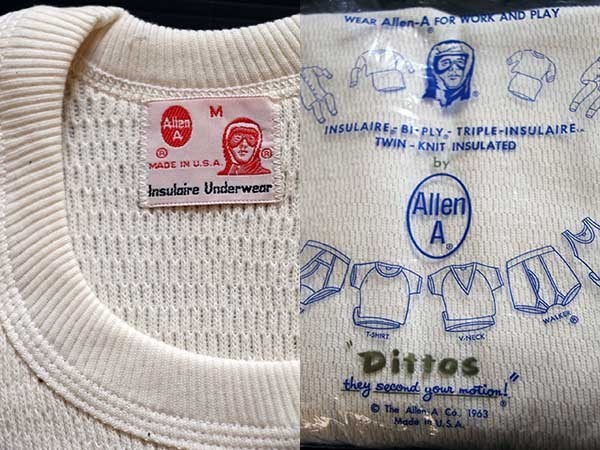 Allen
A
®
M
®
MADE IN U.S.A.
Insulaire Underwear
WEAR Allen-A FOR WORK AND PLAY
®
INSULAIRE®-BI-PLY®-TRIPLE-INSULAIRE®
TWIN-KNIT INSULATED
by
Allen
A
®
T-SHIRT
V-NECK
WALKER®
"Dittos
they second your motion!"®
© The Allen-A Co. 1963
Made in U.S.A.